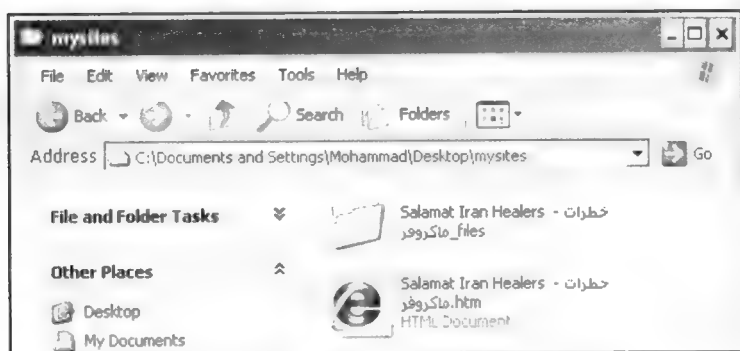 mysites
File Edit View Favorites Tools Help
Back Search Folders
Address C:\Documents and Settings\Mohammad\Desktop\mysites Go
File and Folder Tasks
Other Places
Desktop
My Documents
Salamat Iran Healers - خطرات
ماكروفر_files
Salamat Iran Healers - خطرات
ماكروفر.htm
HTML Document